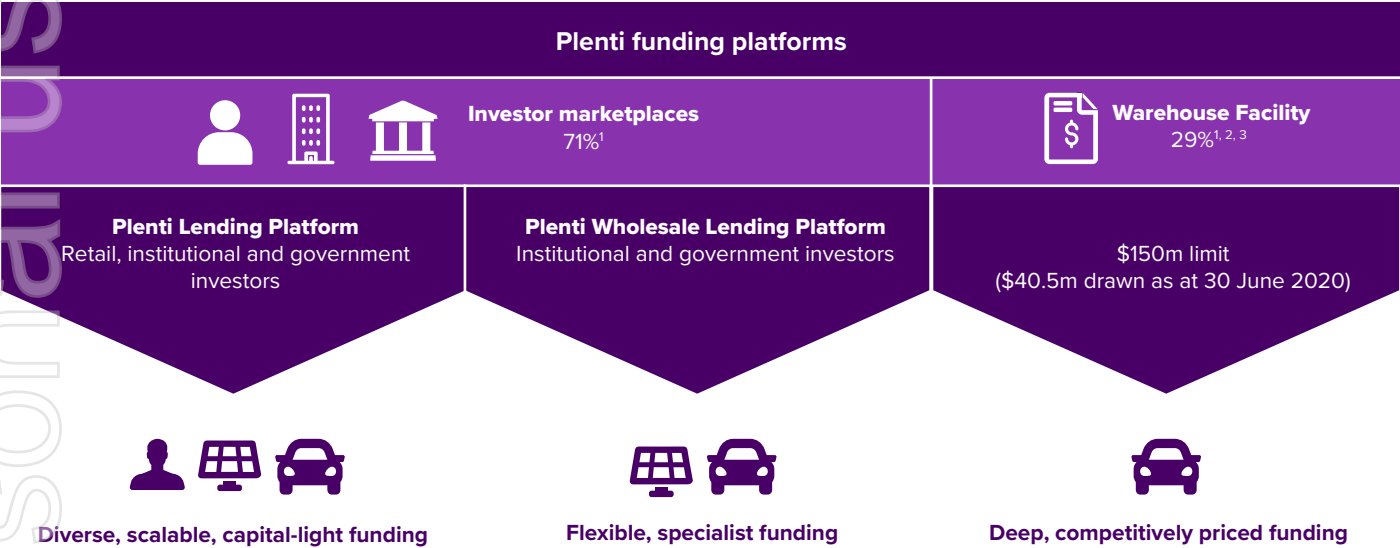 Plenti funding platforms
Investor marketplaces
71%¹
Warehouse Facility
29%¹, ², ³
Plenti Lending Platform
Retail, institutional and government
investors
Plenti Wholesale Lending Platform
Institutional and government investors
$150m limit
($40.5m drawn as at 30 June 2020)
$
Diverse, scalable, capital-light funding
Flexible, specialist funding
Deep, competitively priced funding